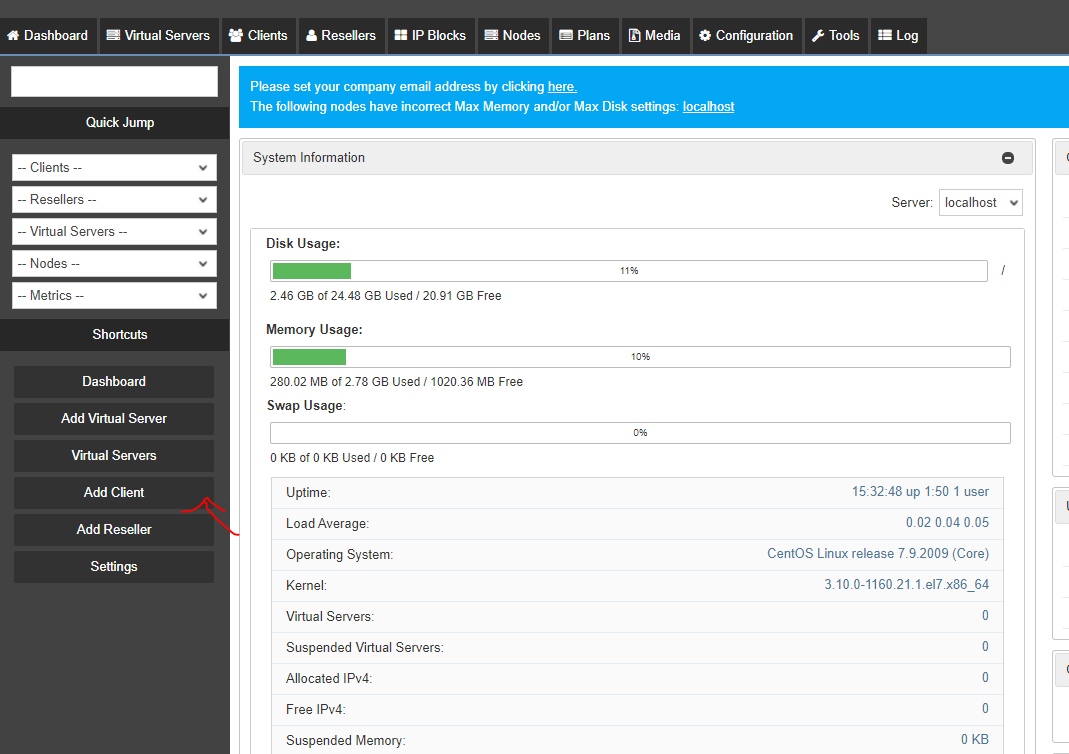 Dashboard Virtual Servers Clients Resellers IP Blocks Nodes Plans Media Configuration Tools Log
Quick Jump
-- Clients --
-- Resellers --
-- Virtual Servers --
-- Nodes --
-- Metrics --
Shortcuts
Dashboard
Add Virtual Server
Virtual Servers
Add Client
Add Reseller
Settings
Please set your company email address by clicking here.
The following nodes have incorrect Max Memory and/or Max Disk settings: localhost
System Information
Server: localhost
Disk Usage:
11% /
2.46 GB of 24.48 GB Used / 20.91 GB Free
Memory Usage:
10%
280.02 MB of 2.78 GB Used / 1020.36 MB Free
Swap Usage:
0%
0 KB of 0 KB Used / 0 KB Free
Uptime: 15:32:48 up 1:50 1 user
Load Average: 0.02 0.04 0.05
Operating System: CentOS Linux release 7.9.2009 (Core)
Kernel: 3.10.0-1160.21.1.el7.x86_64
Virtual Servers: 0
Suspended Virtual Servers: 0
Allocated IPv4: 0
Free IPv4: 0
Suspended Memory: 0 KB